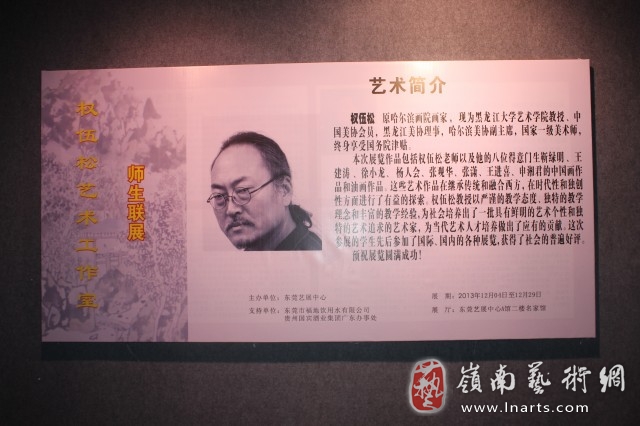 权伍松艺术工作室
师生联展
艺术简介
权伍松 原哈尔滨画院画家,现为黑龙江大学艺术学院教授、中
国美协会员,黑龙江美协理事,哈尔滨美协副主席,国家一级美术师,
终身享受国务院津贴。
本次展览作品包括权伍松老师以及他的八位得意门生靳绿明、王
建涛、徐小龙、杨人会、张观华、张潇、王进喜、申湘君的中国画作
品和油画作品。这些艺术作品在继承传统和融合西方,在时代性和独创
性方面进行了有益的探索。权伍松教授以严谨的教学态度、独特的教学
理念和丰富的教学经验,为社会培养出了一批具有鲜明的艺术个性和独
特的艺术追求的艺术家,为当代艺术人才培养做出了应有的贡献。这次
参展的学生先后参加了国际、国内的各种展览,获得了社会的普遍好评。
预祝展览圆满成功!
主办单位:东莞艺展中心
支持单位:东莞市福地饮用水有限公司
贵州国宾酒业集团广东办事处
展 期:2013年12月04日至12月29日
展 厅:东莞艺展中心A馆二楼名家馆
嶺南藝術網
www.lnarts.com